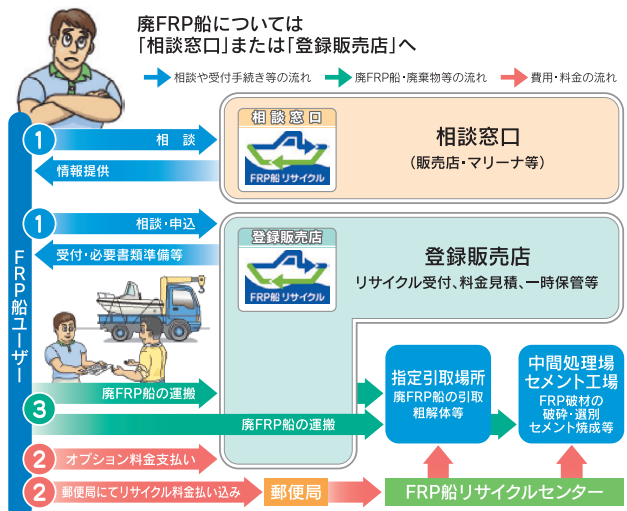 廃FRP船については
「相談窓口」または「登録販売店」へ
相談や受付手続き等の流れ
廃FRP船・廃棄物等の流れ
費用・料金の流れ
FRP船ユーザー
1
相 談
情報提供
相談窓口
FRP船 リサイクル
相談窓口
（販売店・マリーナ等）
1
相談・申込
受付・必要書類準備等
登録販売店
FRP船 リサイクル
登録販売店
リサイクル受付、料金見積、一時保管等
3
廃FRP船の運搬
廃FRP船の運搬
指定引取場所
廃FRP船の引取
粗解体等
中間処理場
セメント工場
FRP破材の
破砕・選別
セメント焼成等
2
オプション料金支払い
2
郵便局にてリサイクル料金払い込み
郵便局
FRP船リサイクルセンター